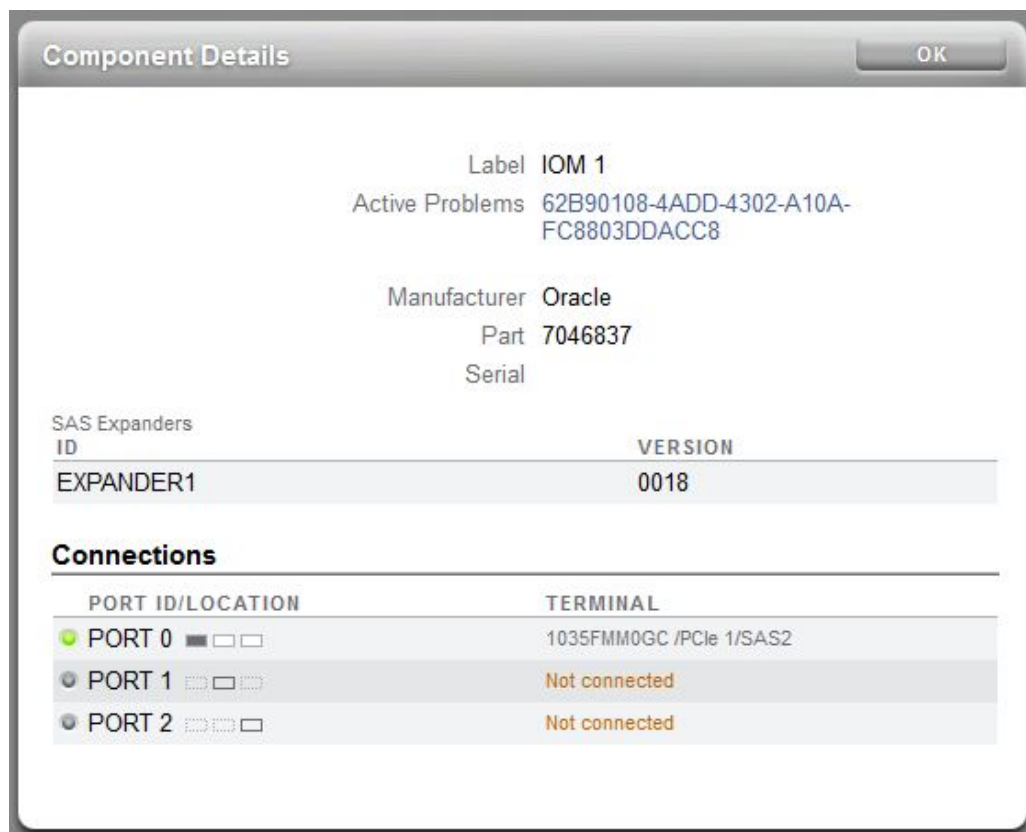 Component Details
OK
Label IOM 1
Active Problems 62B90108-4ADD-4302-A10A-
FC8803DDACC8
Manufacturer Oracle
Part 7046837
Serial
SAS Expanders
ID VERSION
EXPANDER1 0018
Connections
PORT ID/LOCATION TERMINAL
PORT 0 1035FMM0GC /PCIe 1/SAS2
PORT 1 Not connected
PORT 2 Not connected